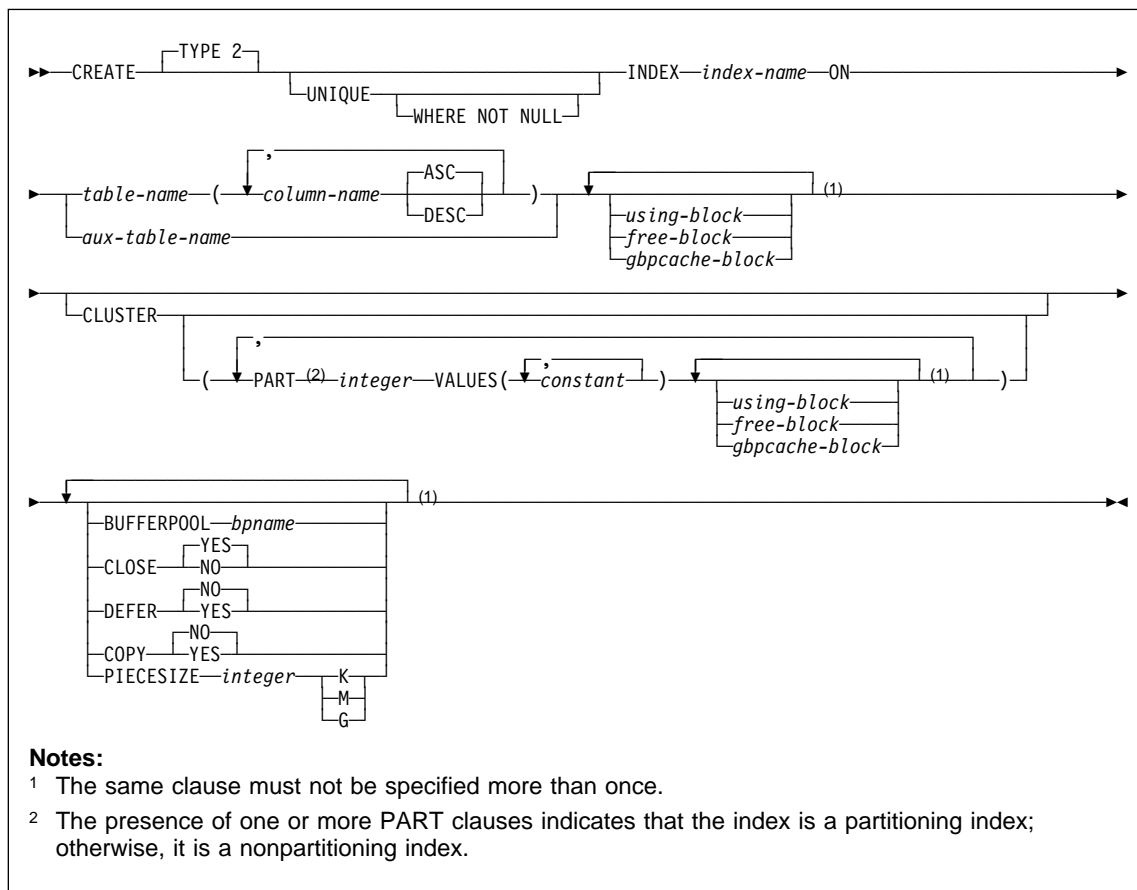 TYPE 2
CREATE INDEX index-name ON
UNIQUE
WHERE NOT NULL
,
table-name ( column-name ASC ) (1)
DESC
aux-table-name
using-block
free-block
gbpcache-block
CLUSTER
,
( PART (2) integer VALUES( , constant ) (1) )
using-block
free-block
gbpcache-block
(1)
BUFFERPOOL bpname
YES
CLOSE NO
NO
DEFER YES
NO
COPY YES
PIECESIZE integer K
M
G
Notes:
1 The same clause must not be specified more than once.
2 The presence of one or more PART clauses indicates that the index is a partitioning index;
otherwise, it is a nonpartitioning index.